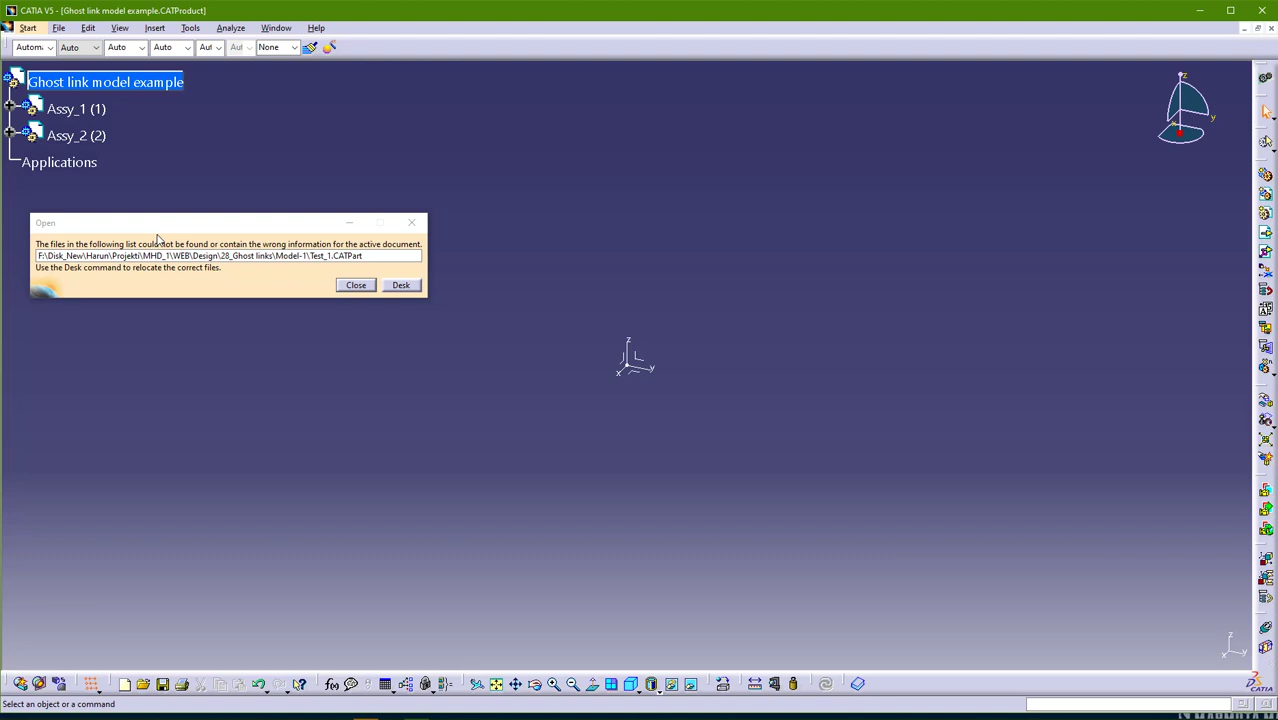 CATIA V5 - [Ghost link model example.CATProduct]
Start File Edit View Insert Tools Analyze Window Help
Autom Auto Auto Auto Aut Aut None
Ghost link model example
Assy_1 (1)
Assy_2 (2)
Applications
z
y
x
Open
The files in the following list could not be found or contain the wrong information for the active document.
F:\Disk_New\Harun\Projekti\MHD_1\WEB\Design\28_Ghost links\Model-1\Test_1.CATPart
Use the Desk command to relocate the correct files.
Close Desk
z
x y
z
x y
f(x)
Select an object or a command